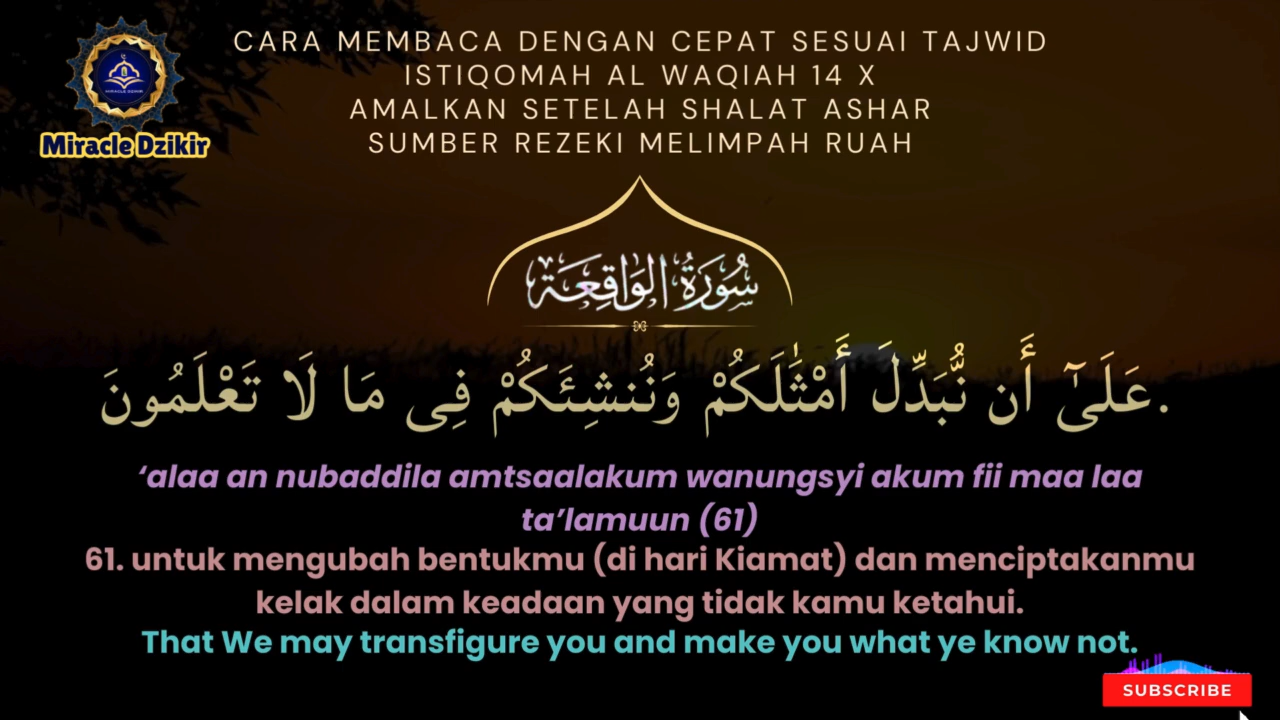 CARA MEMBACA DENGAN CEPAT SESUAI TAJWID
ISTIQOMAH AL WAQIAH 14 X
AMALKAN SETELAH SHALAT ASHAR
SUMBER REZEKI MELIMPAH RUAH
MIRACLE DZIKIR
Miracle Dzikir
سُورَةُ الوَاقِعَة
عَلَىٰٓ أَن نُّبَدِّلَ أَمْثَٰلَكُمْ وَنُنشِئَكُمْ فِى مَا لَا تَعْلَمُونَ.
‘alaa an nubaddila amtsaalakum wanungsyi akum fii maa laa
ta’lamuun (61)
61. untuk mengubah bentukmu (di hari Kiamat) dan menciptakanmu
kelak dalam keadaan yang tidak kamu ketahui.
That We may transfigure you and make you what ye know not.
SUBSCRIBE